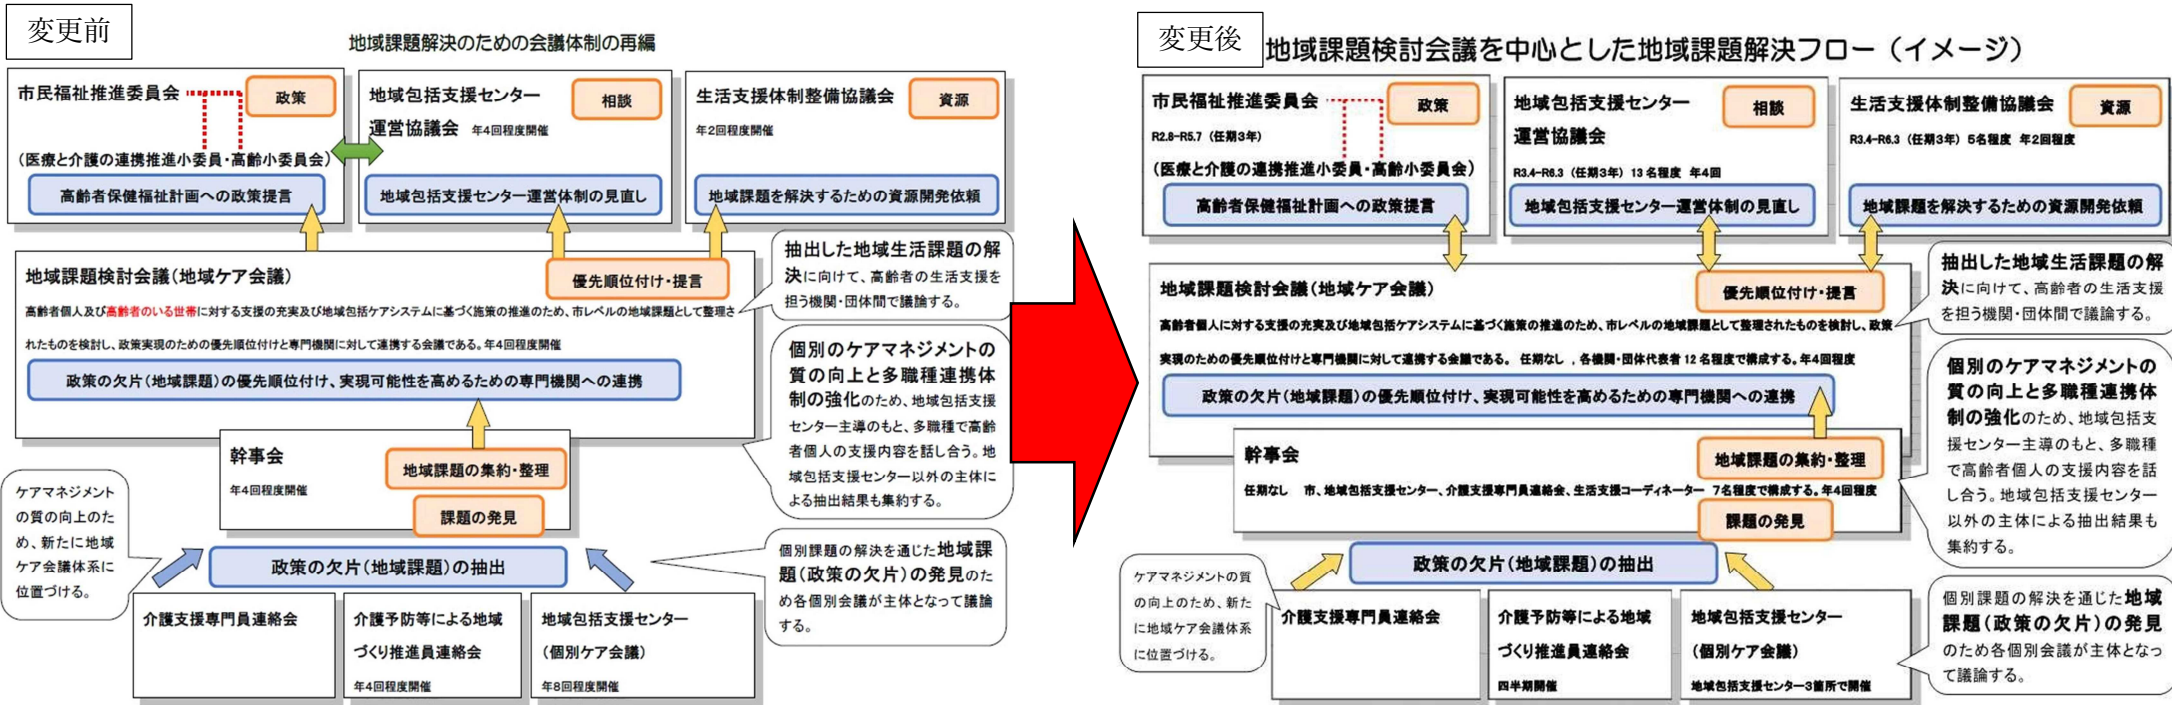 変更前
地域課題解決のための会議体制の再編
市民福祉推進委員会
政策
(医療と介護の連携推進小委員・高齢小委員会)
高齢者保健福祉計画への政策提言
地域包括支援センター
運営協議会 年4回程度開催
相談
地域包括支援センター運営体制の見直し
生活支援体制整備協議会
年2回程度開催
資源
地域課題を解決するための資源開発依頼
地域課題検討会議(地域ケア会議)
優先順位付け・提言
高齢者個人及び高齢者のいる世帯に対する支援の充実及び地域包括ケアシステムに基づく施策の推進のため、市レベルの地域課題として整理さ
れたものを検討し、政策実現のための優先順位付けと専門機関に対して連携する会議である。年4回程度開催
政策の欠片(地域課題)の優先順位付け、実現可能性を高めるための専門機関への連携
抽出した地域生活課題の解
決に向けて、高齢者の生活支援を
担う機関・団体間で議論する。
個別のケアマネジメントの
質の向上と多職種連携体
制の強化のため、地域包括支援
センター主導のもと、多職種で高齢
者個人の支援内容を話し合う。地
域包括支援センター以外の主体に
よる抽出結果も集約する。
幹事会
年4回程度開催
地域課題の集約・整理
課題の発見
ケアマネジメント
の質の向上のた
め、新たに地域
ケア会議体系に
位置づける。
政策の欠片(地域課題)の抽出
個別課題の解決を通じた地域課
題(政策の欠片)の発見のた
め各個別会議が主体となって議論
する。
介護支援専門員連絡会
介護予防等による地域
づくり推進員連絡会
年4回程度開催
地域包括支援センター
(個別ケア会議)
年8回程度開催
変更後
地域課題検討会議を中心とした地域課題解決フロー(イメージ)
市民福祉推進委員会
政策
R2.8-R5.7(任期3年)
(医療と介護の連携推進小委員・高齢小委員会)
高齢者保健福祉計画への政策提言
地域包括支援センター
運営協議会
相談
R3.4-R6.3(任期3年)13名程度 年4回
地域包括支援センター運営体制の見直し
生活支援体制整備協議会
資源
R3.4-R6.3(任期3年)5名程度 年2回程度
地域課題を解決するための資源開発依頼
地域課題検討会議(地域ケア会議)
優先順位付け・提言
高齢者個人に対する支援の充実及び地域包括ケアシステムに基づく施策の推進のため、市レベルの地域課題として整理されたものを検討し、政策
実現のための優先順位付けと専門機関に対して連携する会議である。 任期なし ,各機関・団体代表者12名程度で構成する。年4回程度
政策の欠片(地域課題)の優先順位付け、実現可能性を高めるための専門機関への連携
抽出した地域生活課題の解
決に向けて、高齢者の生活支援
を担う機関・団体間で議論する。
個別のケアマネジメントの
質の向上と多職種連携体
制の強化のため、地域包括支
援センター主導のもと、多職種
で高齢者個人の支援内容を話
し合う。地域包括支援センター
以外の主体による抽出結果も
集約する。
幹事会
地域課題の集約・整理
任期なし 市、地域包括支援センター、介護支援専門員連絡会、生活支援コーディネーター 7名程度で構成する。年4回程度
課題の発見
政策の欠片(地域課題)の抽出
ケアマネジメントの質
の向上のため、新た
に地域ケア会議体系
に位置づける。
介護支援専門員連絡会
介護予防等による地域
づくり推進員連絡会
四半期開催
地域包括支援センター
(個別ケア会議)
地域包括支援センター3箇所で開催
個別課題の解決を通じた地域
課題(政策の欠片)の発見
のため各個別会議が主体となっ
て議論する。